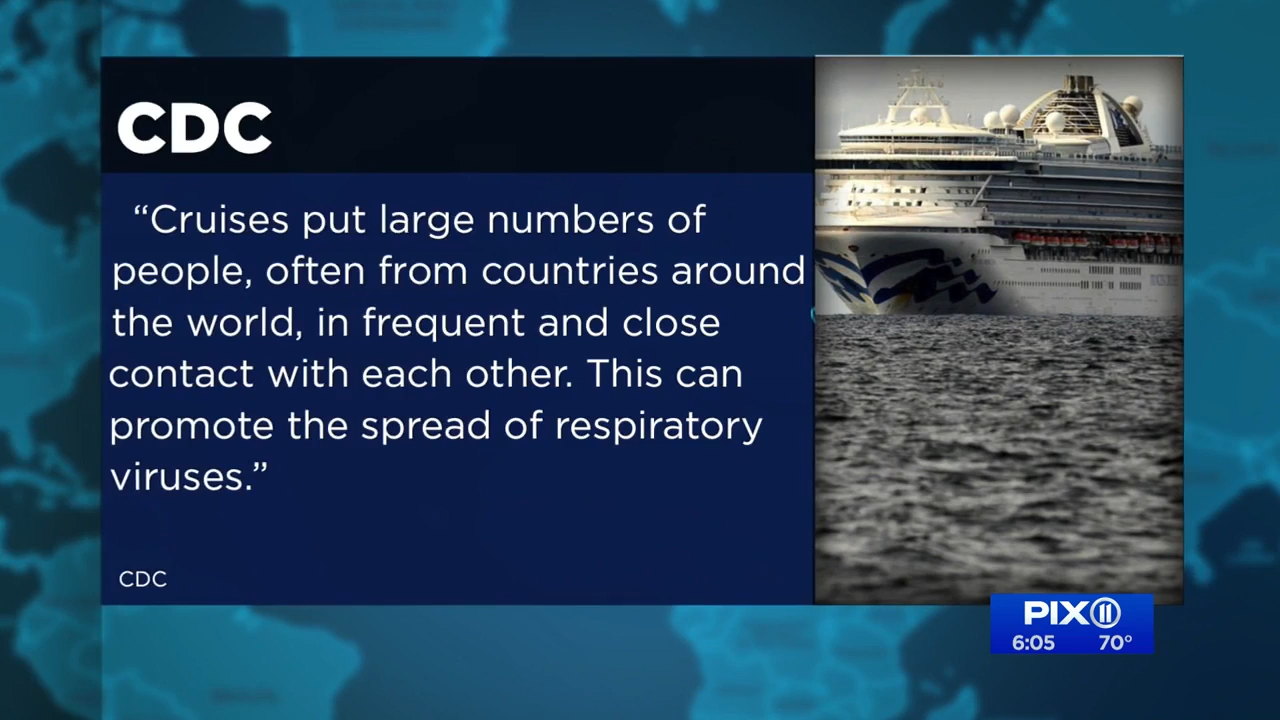 CDC
“Cruises put large numbers of
people, often from countries around
the world, in frequent and close
contact with each other. This can
promote the spread of respiratory
viruses.”
CDC
PIX11
6:05 70°